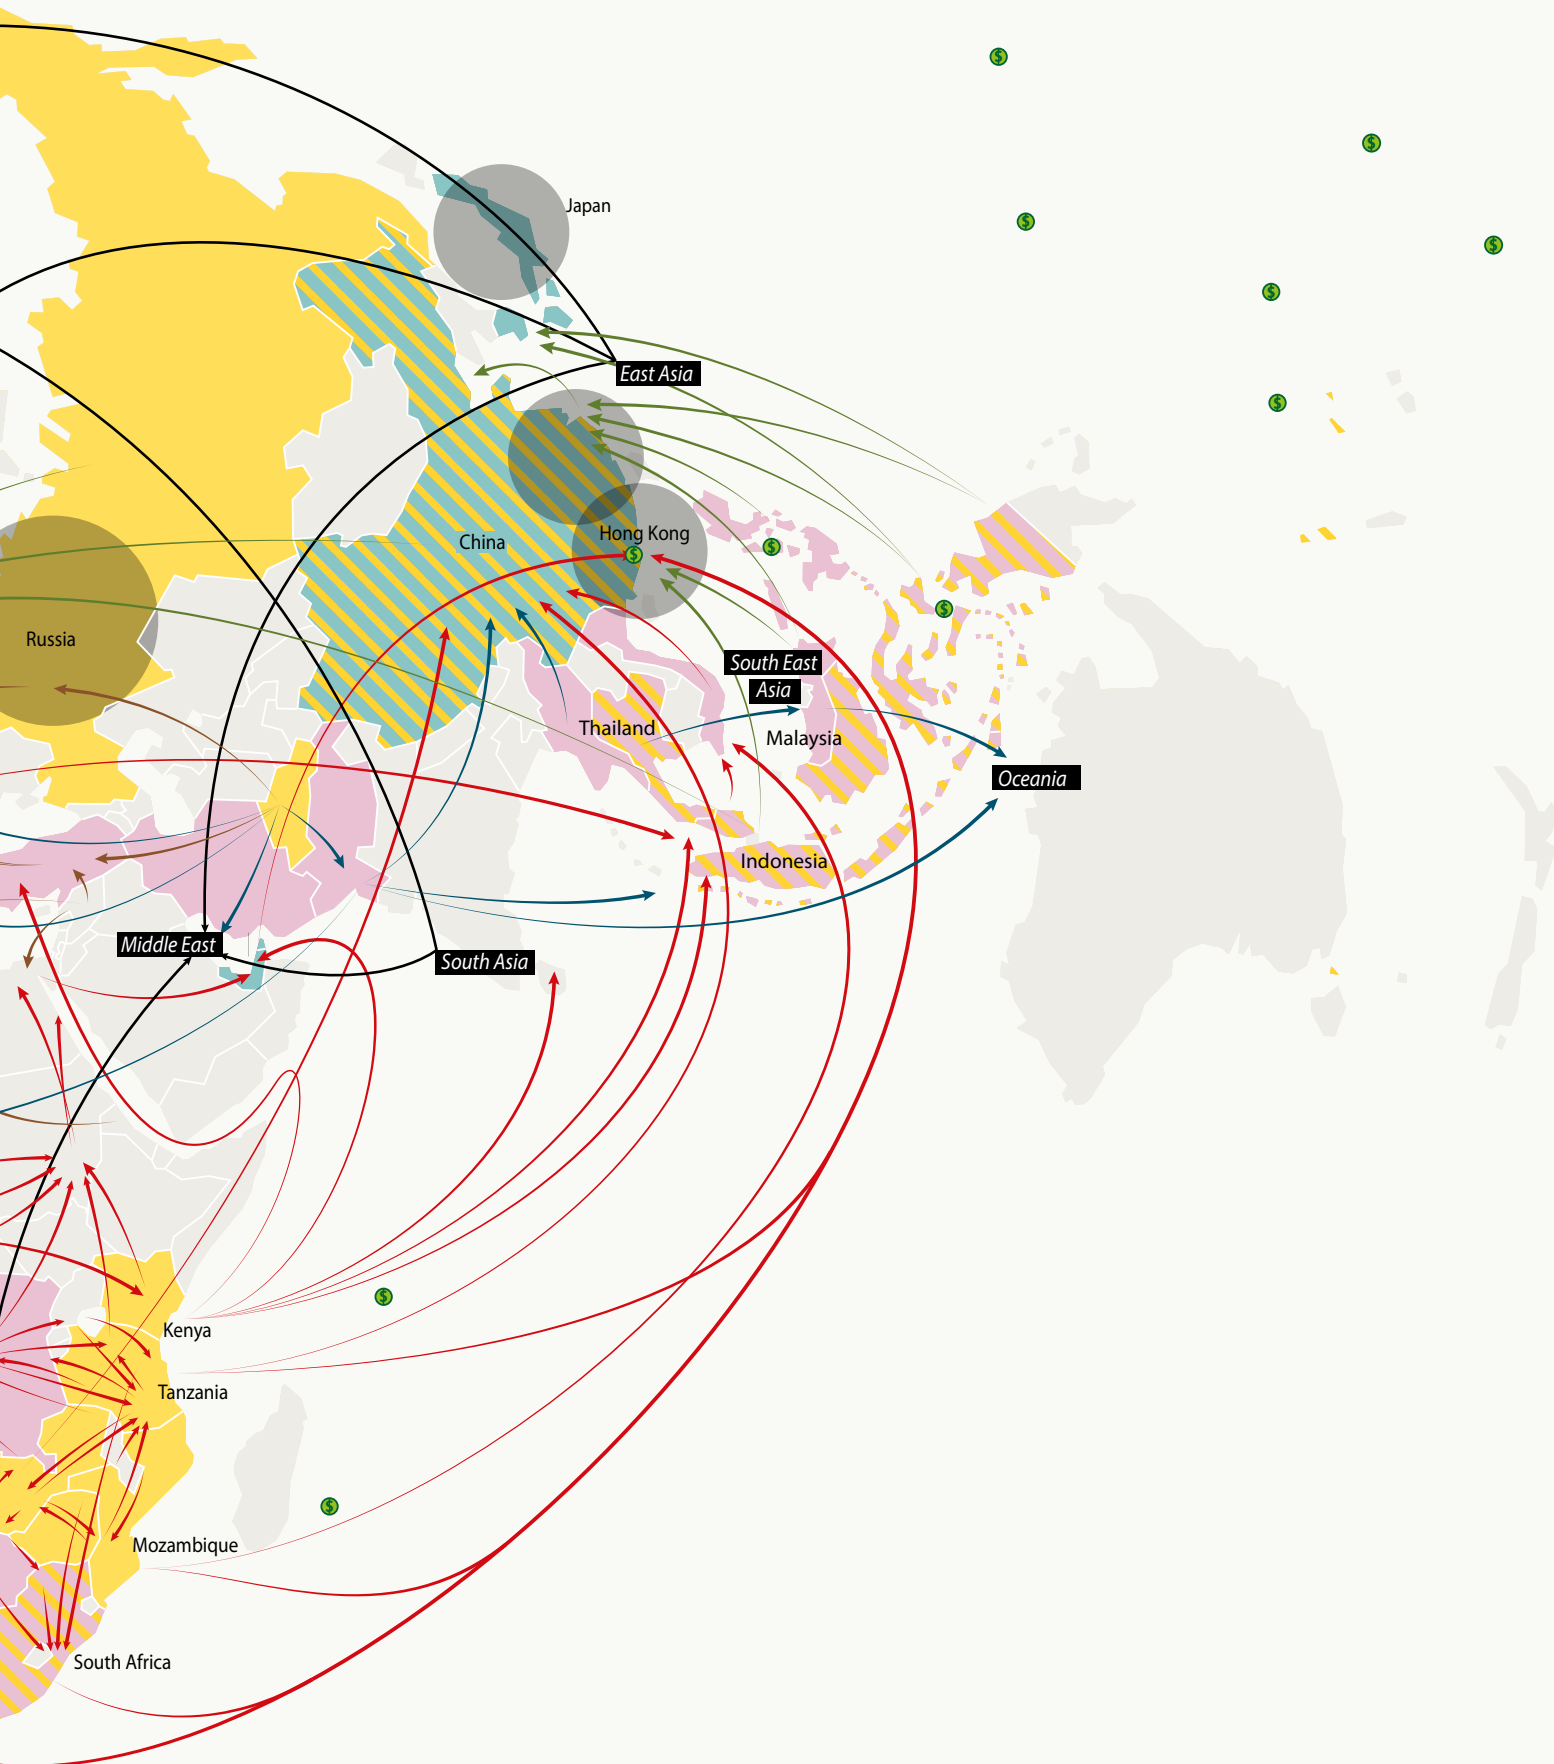 Japan
East Asia
Hong Kong
$
China
$
Russia
$
South East
Asia
Thailand
Malaysia
Oceania
Indonesia
Middle East
South Asia
Kenya
Tanzania
Mozambique
South Africa
$
$
$
$
$
$
$
$